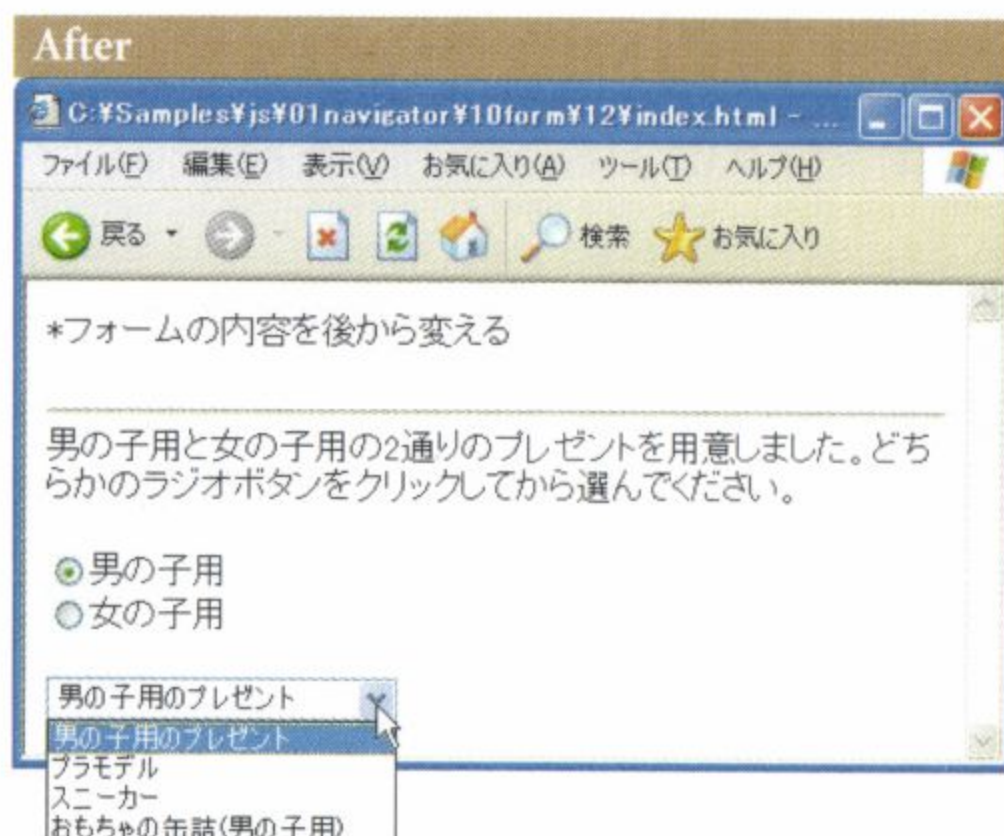 After
C:¥Samples¥js¥01navigator¥10form¥12¥index.html - ...
ファイル(F) 編集(E) 表示(V) お気に入り(A) ツール(T) ヘルプ(H)
戻る 検索 お気に入り
*フォームの内容を後から変える
男の子用と女の子用の2通りのプレゼントを用意しました。どち
らかのラジオボタンをクリックしてから選んでください。
男の子用
女の子用
男の子用のプレゼント
男の子用のプレゼント
プラモデル
スニーカー
おもちゃの缶詰(男の子用)